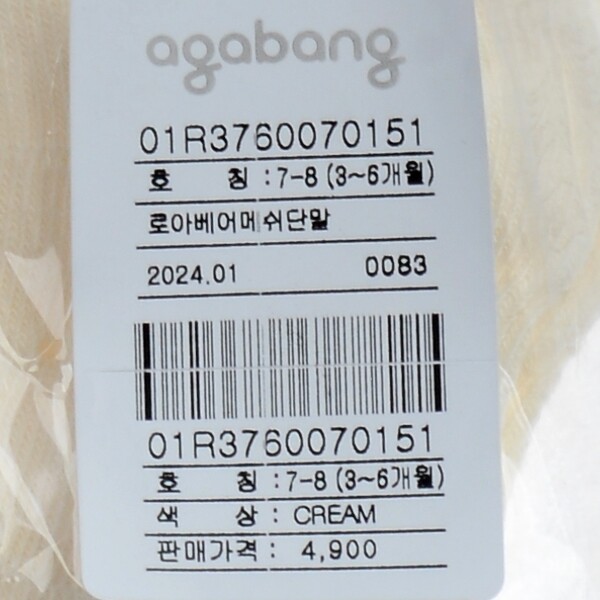 agabang
01R3760070151
호 칭 : 7-8 (3~6개월)
로아베어메쉬단말
2024.01 0083
01R3760070151
호 칭 : 7-8 (3~6개월)
색 상 : CREAM
판매가격 : 4,900